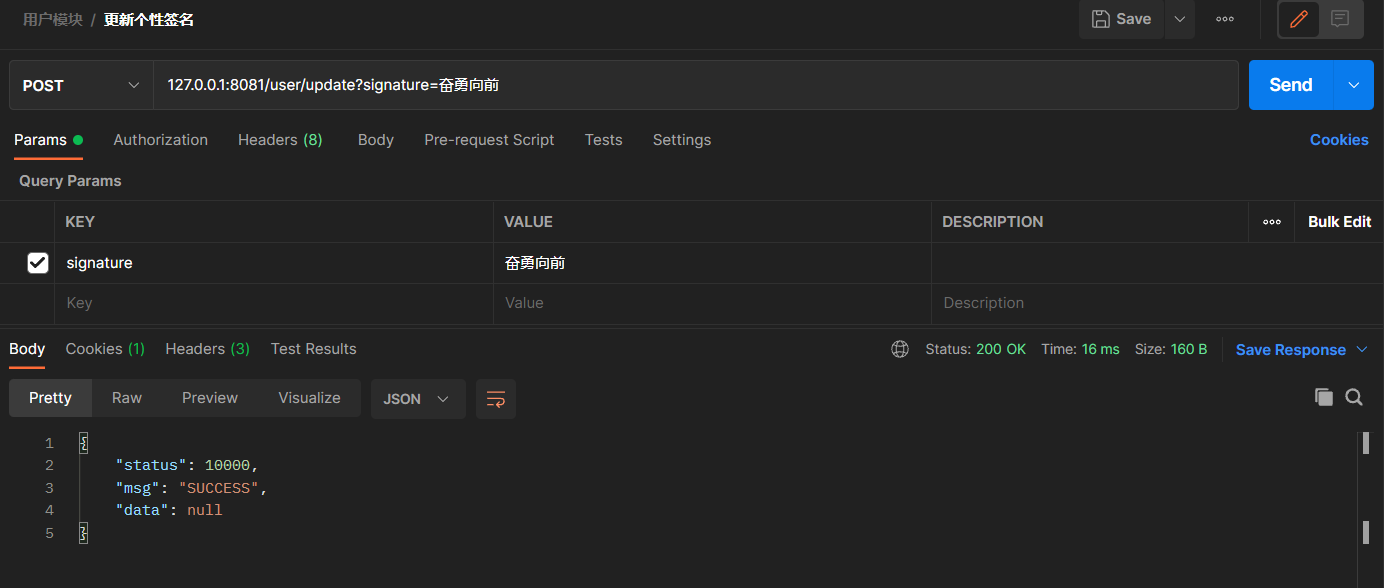 用户模块 / 更新个性签名
Save
POST 127.0.0.1:8081/user/update?signature=奋勇向前 Send
Params Authorization Headers (8) Body Pre-request Script Tests Settings Cookies
Query Params
KEY VALUE DESCRIPTION ooo Bulk Edit
signature 奋勇向前
Key Value Description
Body Cookies (1) Headers (3) Test Results Status: 200 OK Time: 16 ms Size: 160 B Save Response
Pretty Raw Preview Visualize JSON
1 {
2 "status": 10000,
3 "msg": "SUCCESS",
4 "data": null
5 }